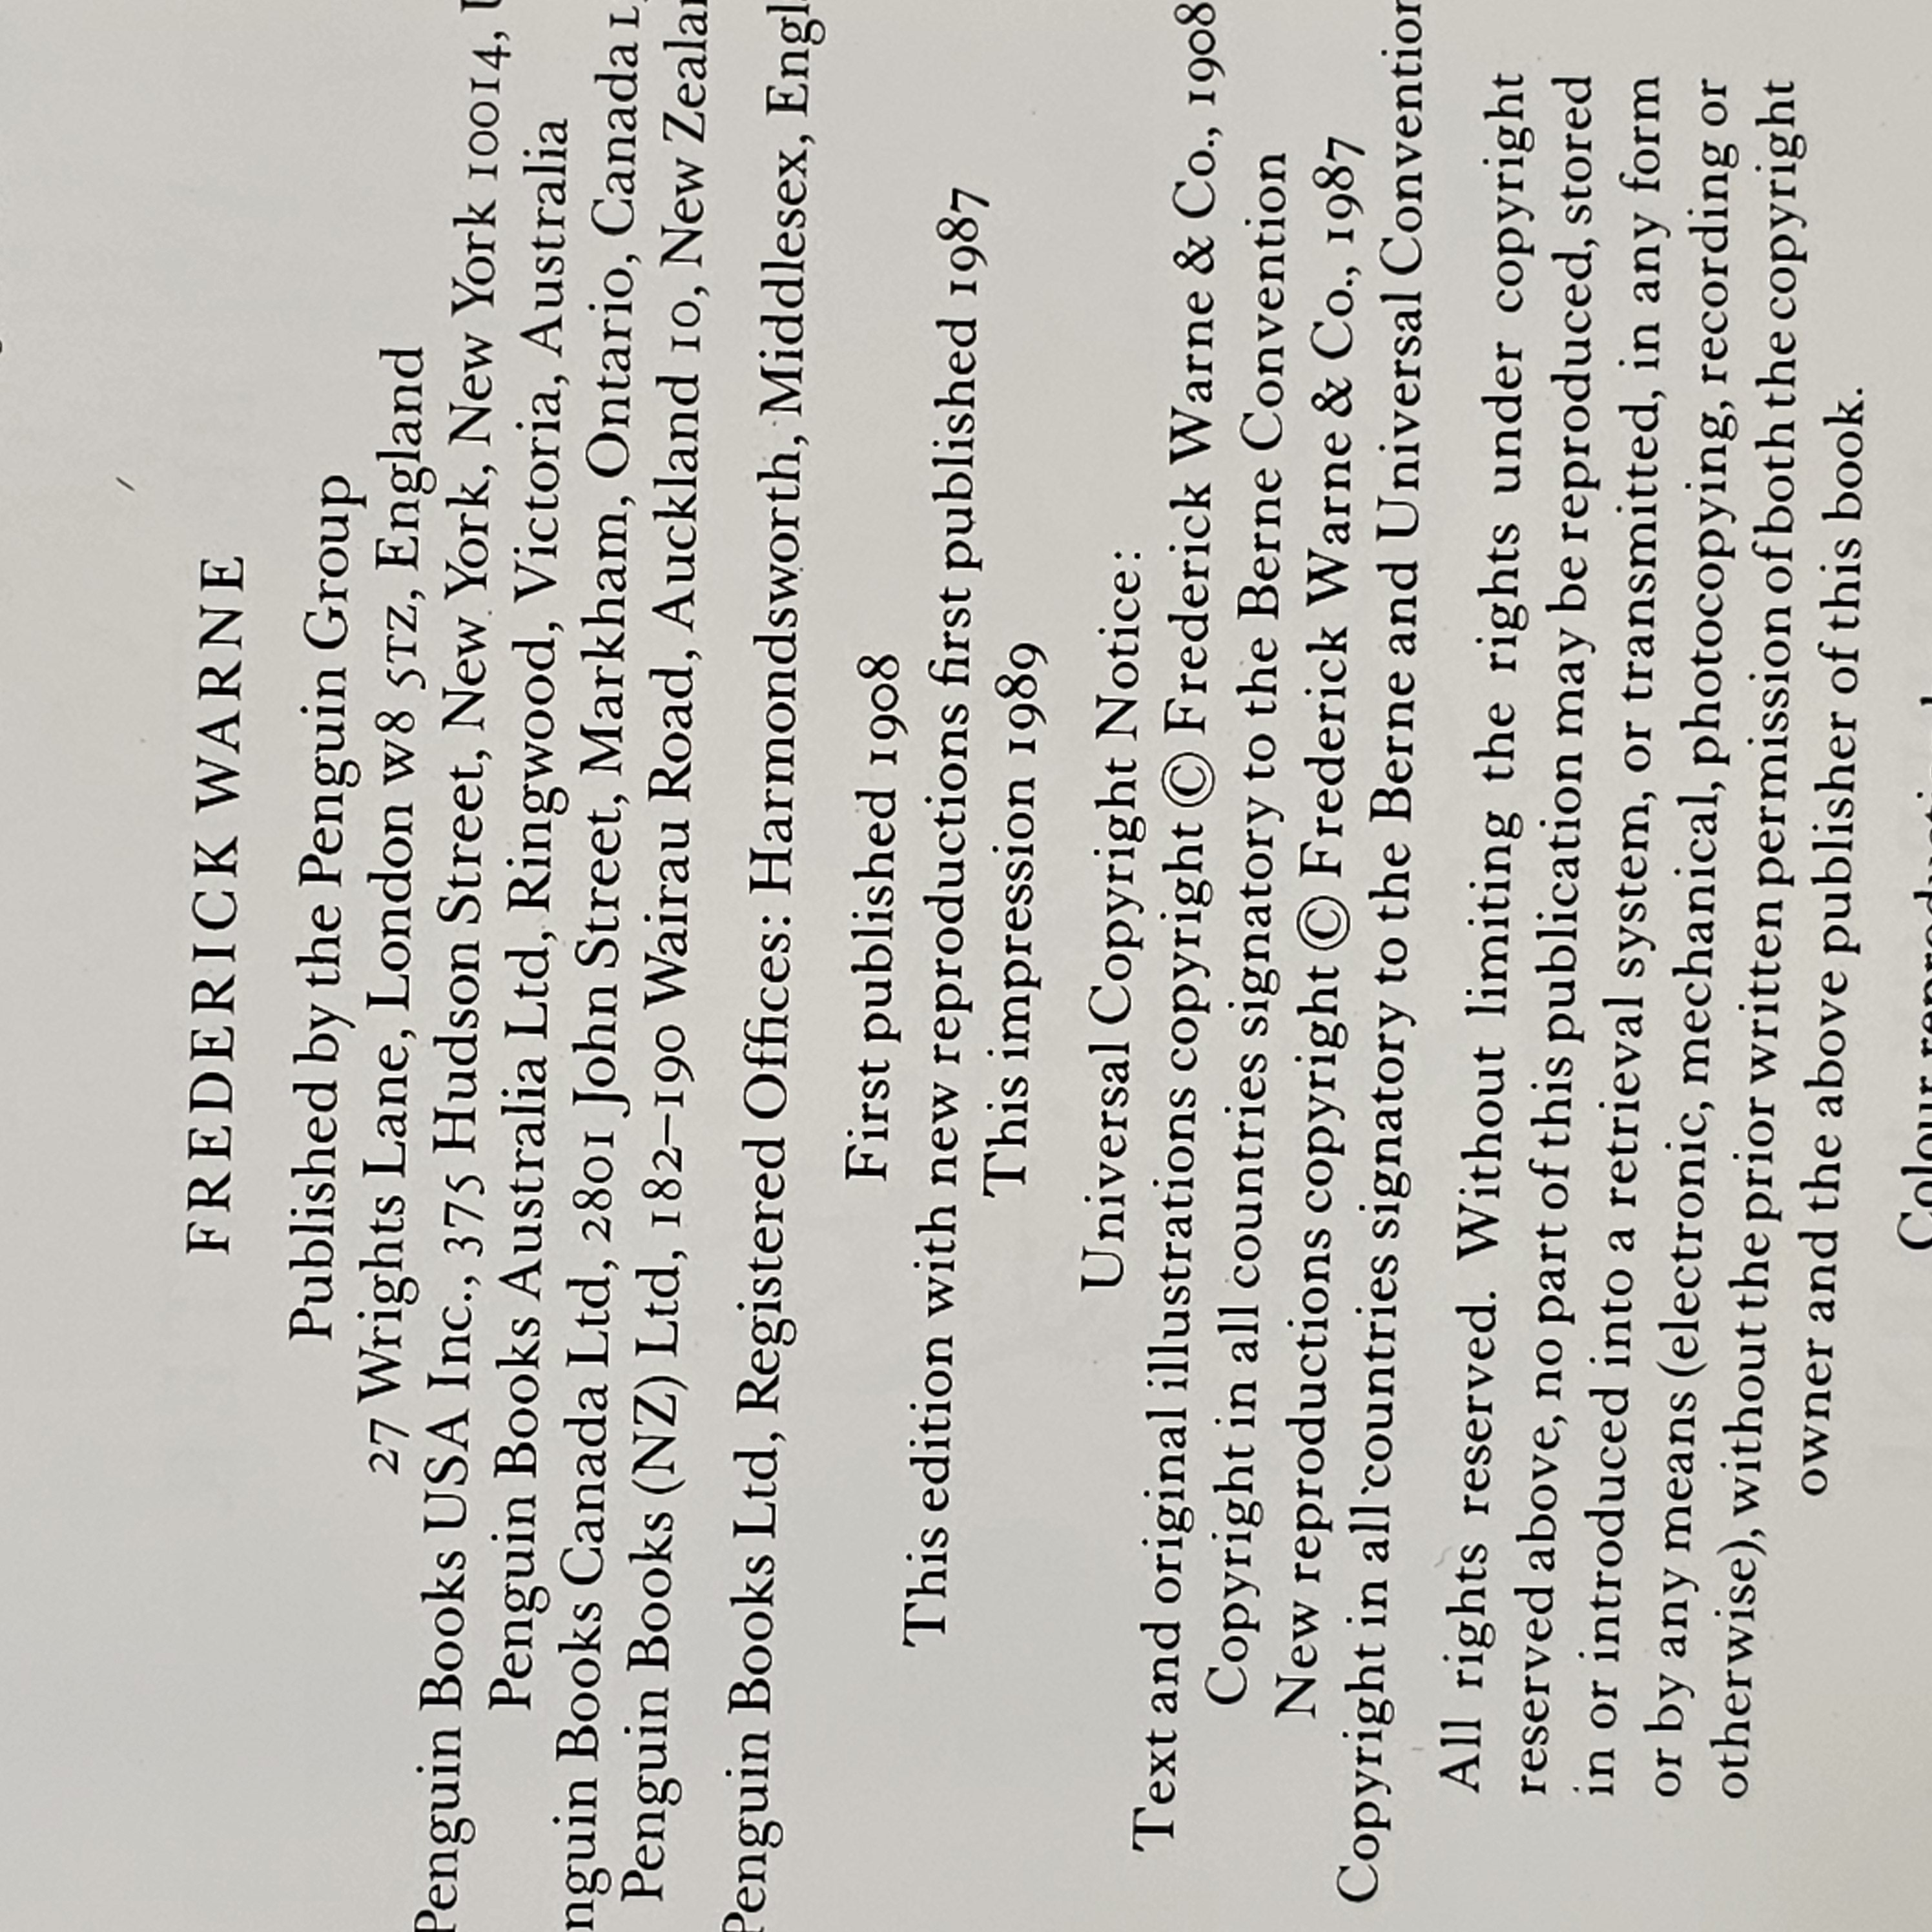 FREDERICK WARNE
Published by the Penguin Group
27 Wrights Lane, London W8 5TZ, England
Penguin Books USA Inc., 375 Hudson Street, New York, New York 10014,
Penguin Books Australia Ltd, Ringwood, Victoria, Australia
nguin Books Canada Ltd, 2801 John Street, Markham, Ontario, Canada
Penguin Books (NZ) Ltd, 182–190 Wairau Road, Auckland 10, New Zealan
Penguin Books Ltd, Registered Offices: Harmondsworth, Middlesex, Engl
First published 1908
This edition with new reproductions first published 1987
This impression 1989
Universal Copyright Notice:
Text and original illustrations copyright © Frederick Warne & Co., 1908
Copyright in all countries signatory to the Berne Convention
New reproductions copyright © Frederick Warne & Co., 1987
Copyright in all countries signatory to the Berne and Universal Convention
All rights reserved. Without limiting the rights under copyright
reserved above, no part of this publication may be reproduced, stored
in or introduced into a retrieval system, or transmitted, in any form
or by any means (electronic, mechanical, photocopying, recording or
otherwise), without the prior written permission of both the copyright
owner and the above publisher of this book.
Colour